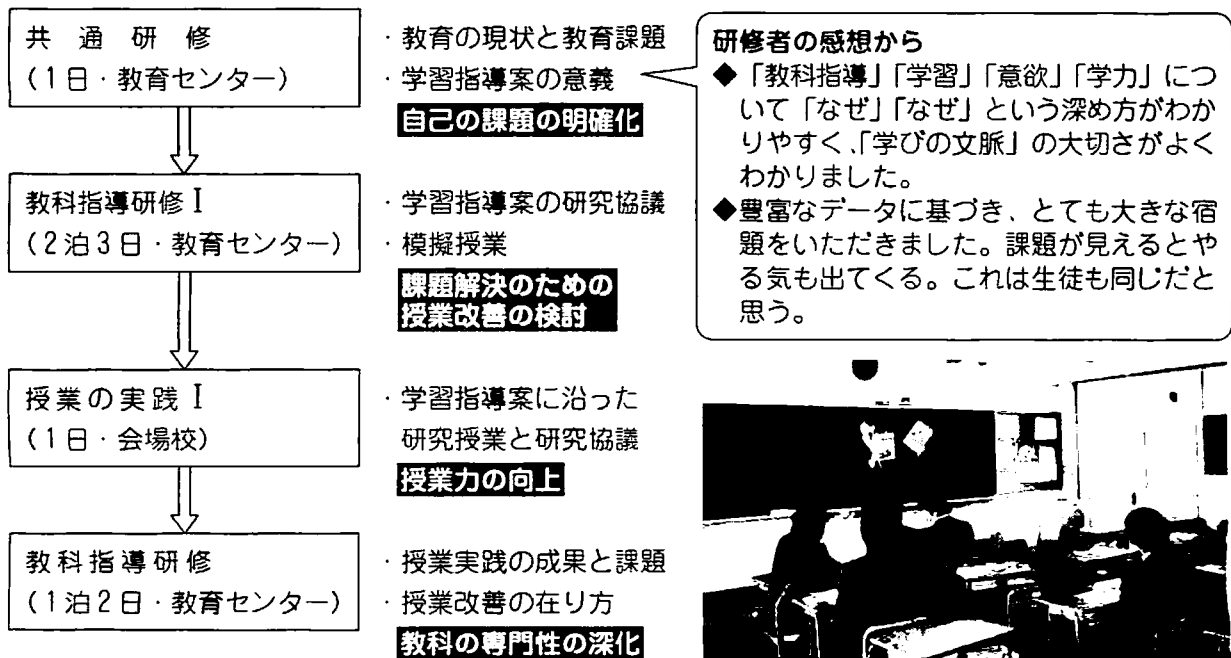 共通研修
(1日・教育センター)
・教育の現状と教育課題
・学習指導案の意義
自己の課題の明確化
研修者の感想から
◆「教科指導」「学習」「意欲」「学力」につ
いて「なぜ」「なぜ」という深め方がわか
りやすく、「学びの文脈」の大切さがよく
わかりました。
◆豊富なデータに基づき、とても大きな宿
題をいただきました。課題が見えるとや
る気も出てくる。これは生徒も同じだと
思う。
教科指導研修Ⅰ
(2泊3日・教育センター)
・学習指導案の研究協議
・模擬授業
課題解決のための
授業改善の検討
授業の実践Ⅰ
(1日・会場校)
・学習指導案に沿った
研究授業と研究協議
授業力の向上
教科指導研修
(1泊2日・教育センター)
・授業実践の成果と課題
・授業改善の在り方
教科の専門性の深化